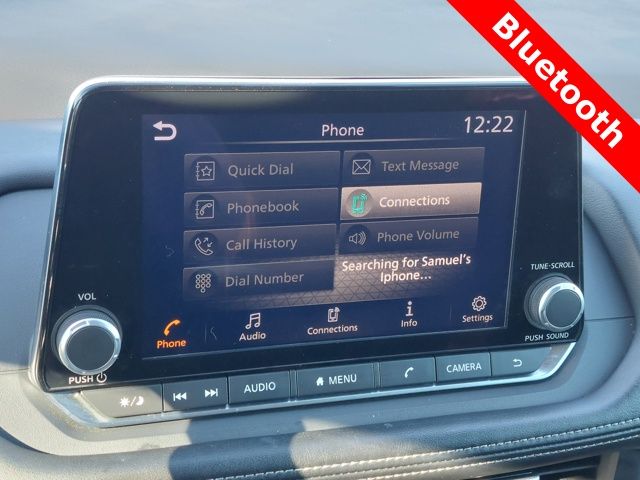 Bluetooth
Phone
12:22
Quick Dial
Text Message
Phonebook
Connections
Call History
Phone Volume
Dial Number
Searching for Samuel's
Iphone...
VOL
PUSH
TUNE-SCROLL
PUSH SOUND
Phone
Audio
Connections
Info
Settings
AUDIO
MENU
CAMERA